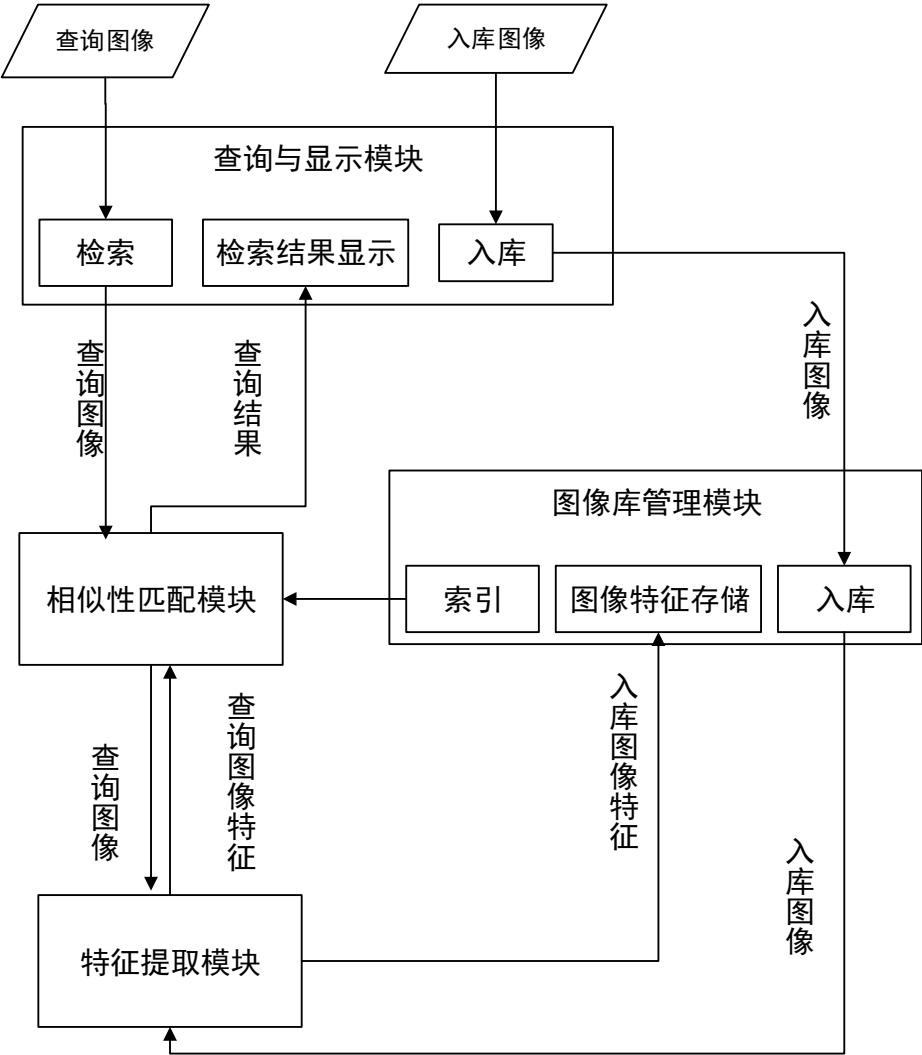 查询图像
入库图像
查询与显示模块
检索
检索结果显示
入库
查询图像
查询结果
入库图像
图像库管理模块
相似性匹配模块
索引
图像特征存储
入库
查询图像
查询图像特征
入库图像特征
入库图像
特征提取模块